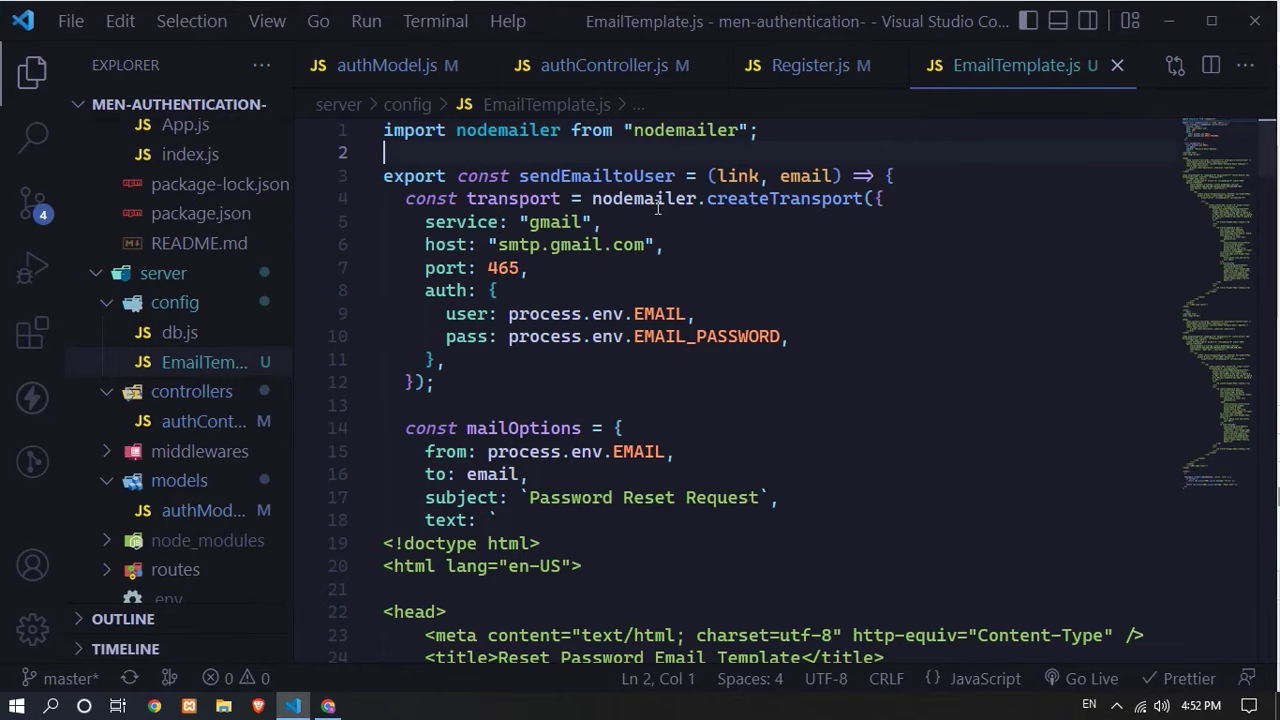 File Edit Selection View Go Run Terminal Help EmailTemplate.js - men-authentication- - Visual Studio Co...
EXPLORER ...
authModel.js M authController.js M Register.js M EmailTemplate.js U
MEN-AUTHENTICATION-
server config EmailTemplate.js ...
App.js
index.js
package-lock.json
package.json
README.md
server
config
db.js
EmailTem... U
controllers
authCont... M
middlewares
models
authMod... M
node_modules
routes
.env
OUTLINE
TIMELINE
4
1 import nodemailer from "nodemailer";
2
3 export const sendEmailtoUser = (link, email) => {
4 const transport = nodemailer.createTransport({
5 service: "gmail",
6 host: "smtp.gmail.com",
7 port: 465,
8 auth: {
9 user: process.env.EMAIL,
10 pass: process.env.EMAIL_PASSWORD,
11 },
12 });
13
14 const mailOptions = {
15 from: process.env.EMAIL,
16 to: email,
17 subject: `Password Reset Request`,
18 text: `
19 <!doctype html>
20 <html lang="en-US">
21
22 <head>
23 <meta content="text/html; charset=utf-8" http-equiv="Content-Type" />
24 <title>Reset Password Email Template</title>
master* 0 0 Ln 2, Col 1 Spaces: 4 UTF-8 CRLF {} JavaScript Go Live Prettier
EN 4:52 PM